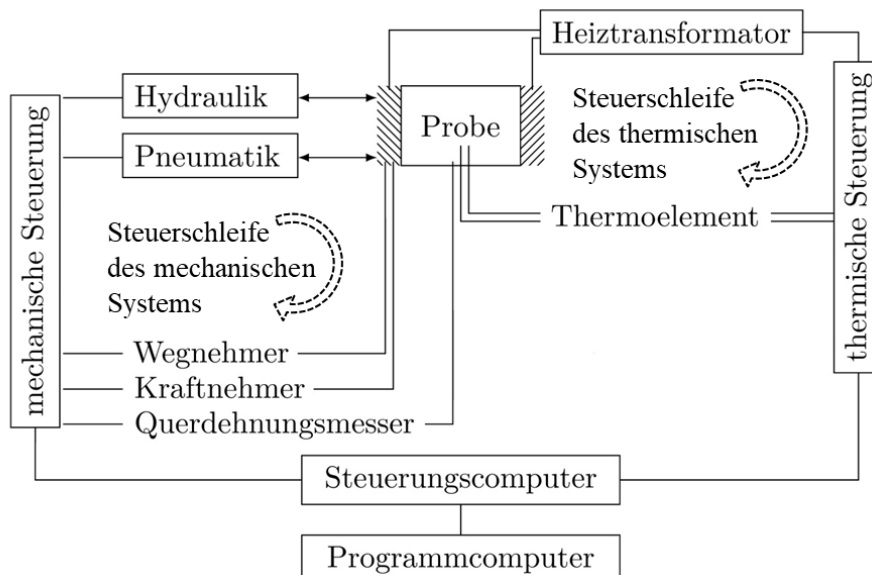 Heiztransformator
Hydraulik
Pneumatik
Probe
Steuerschleife
des thermischen
Systems
mechanische Steuerung
thermische Steuerung
Thermoelement
Steuerschleife
des mechanischen
Systems
Wegnehmer
Kraftnehmer
Querdehnungsmesser
Steuerungscomputer
Programmcomputer